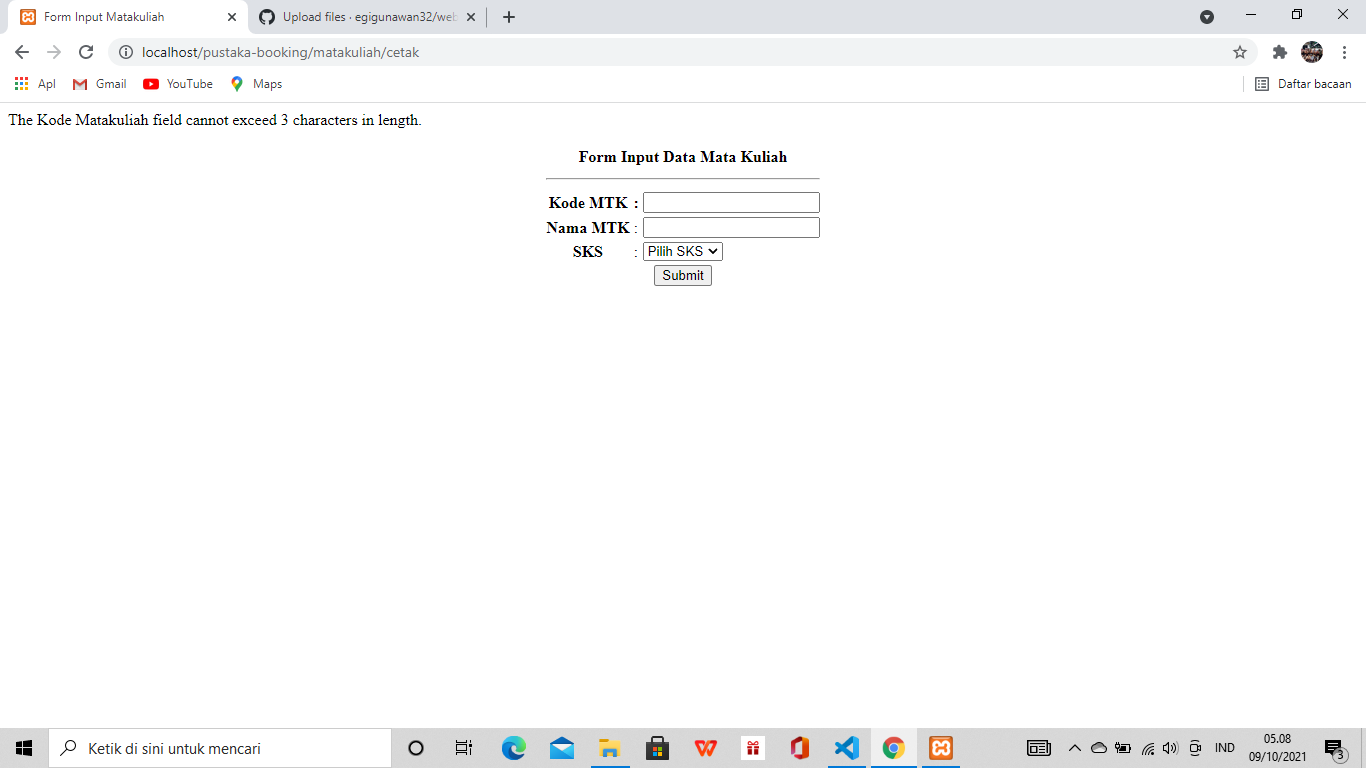 Form Input Matakuliah
Upload files · egigunawan32/web
localhost/pustaka-booking/matakuliah/cetak
Apl Gmail YouTube Maps Daftar bacaan
The Kode Matakuliah field cannot exceed 3 characters in length.
Form Input Data Mata Kuliah
Kode MTK :
Nama MTK :
SKS : Pilih SKS
Submit
Ketik di sini untuk mencari
IND
05.08
09/10/2021
3